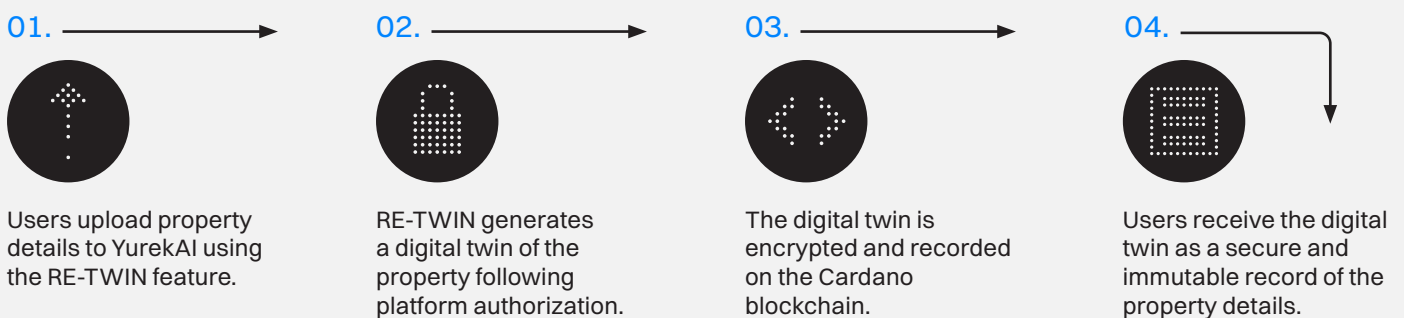 01.
Users upload property
details to YurekAI using
the RE-TWIN feature.
02.
RE-TWIN generates
a digital twin of the
property following
platform authorization.
03.
The digital twin is
encrypted and recorded
on the Cardano
blockchain.
04.
Users receive the digital
twin as a secure and
immutable record of the
property details.